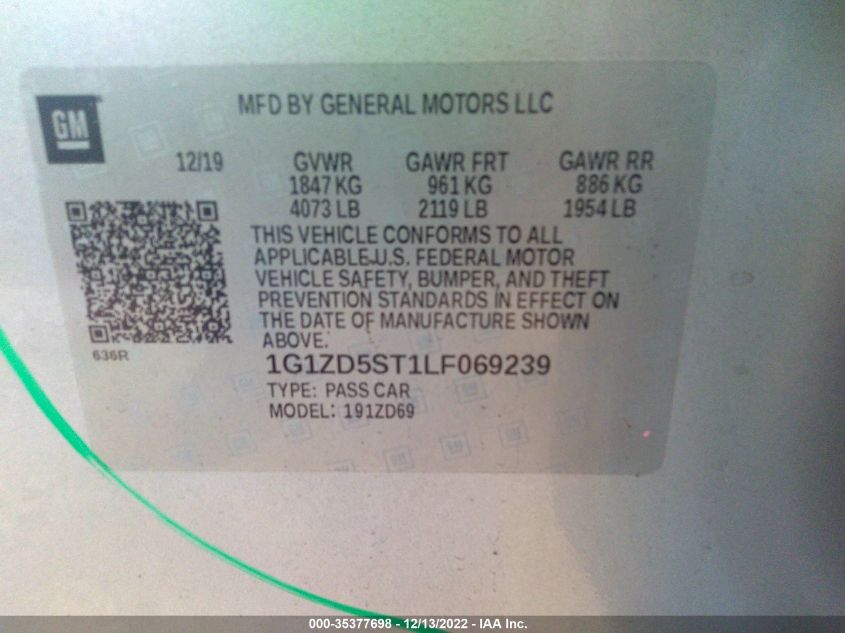 GM
MFD BY GENERAL MOTORS LLC
12/19 GVWR GAWR FRT GAWR RR
1847 KG 961 KG 886 KG
4073 LB 2119 LB 1954 LB
THIS VEHICLE CONFORMS TO ALL
APPLICABLE U.S. FEDERAL MOTOR
VEHICLE SAFETY, BUMPER, AND THEFT
PREVENTION STANDARDS IN EFFECT ON
THE DATE OF MANUFACTURE SHOWN
ABOVE.
636R
1G1ZD5ST1LF069239
TYPE: PASS CAR
MODEL: 191ZD69
000-35377698 - 12/13/2022 - IAA Inc.